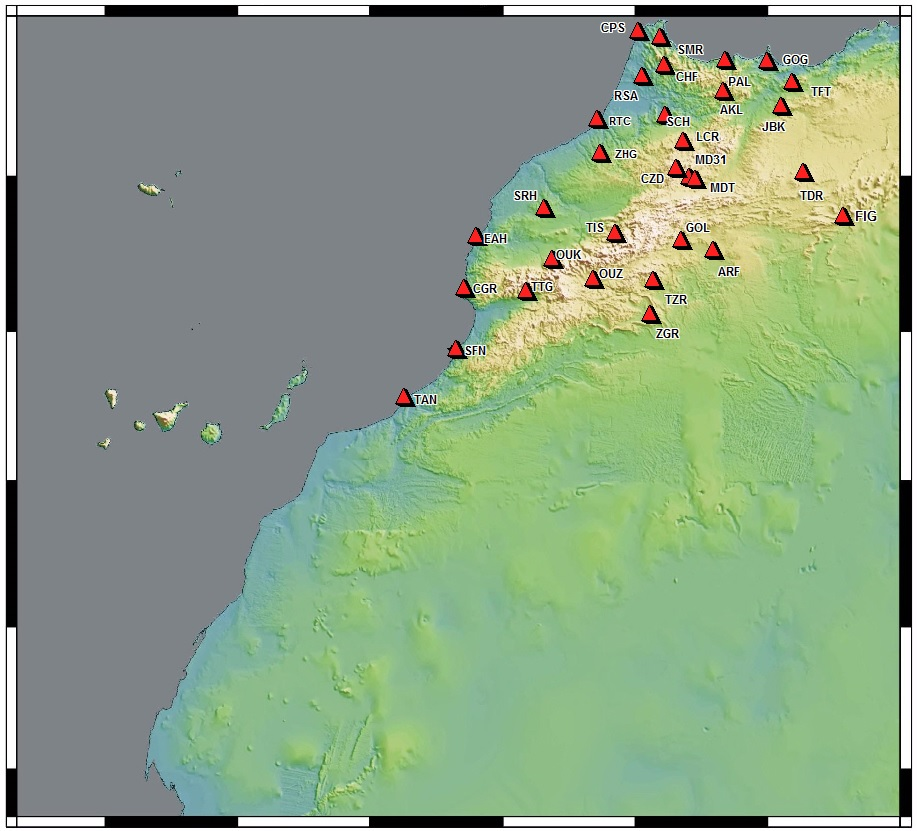 CPS
SMR
GOG
CHF
PAL
TFT
RSA
AKL
RTC
SCH
JBK
LCR
ZHG
MD31
CZD
MDT
TDR
SRH
FIG
TIS
GOL
EAH
OUK
ARF
OUZ
CGR
TTG
TZR
ZGR
SFN
TAN